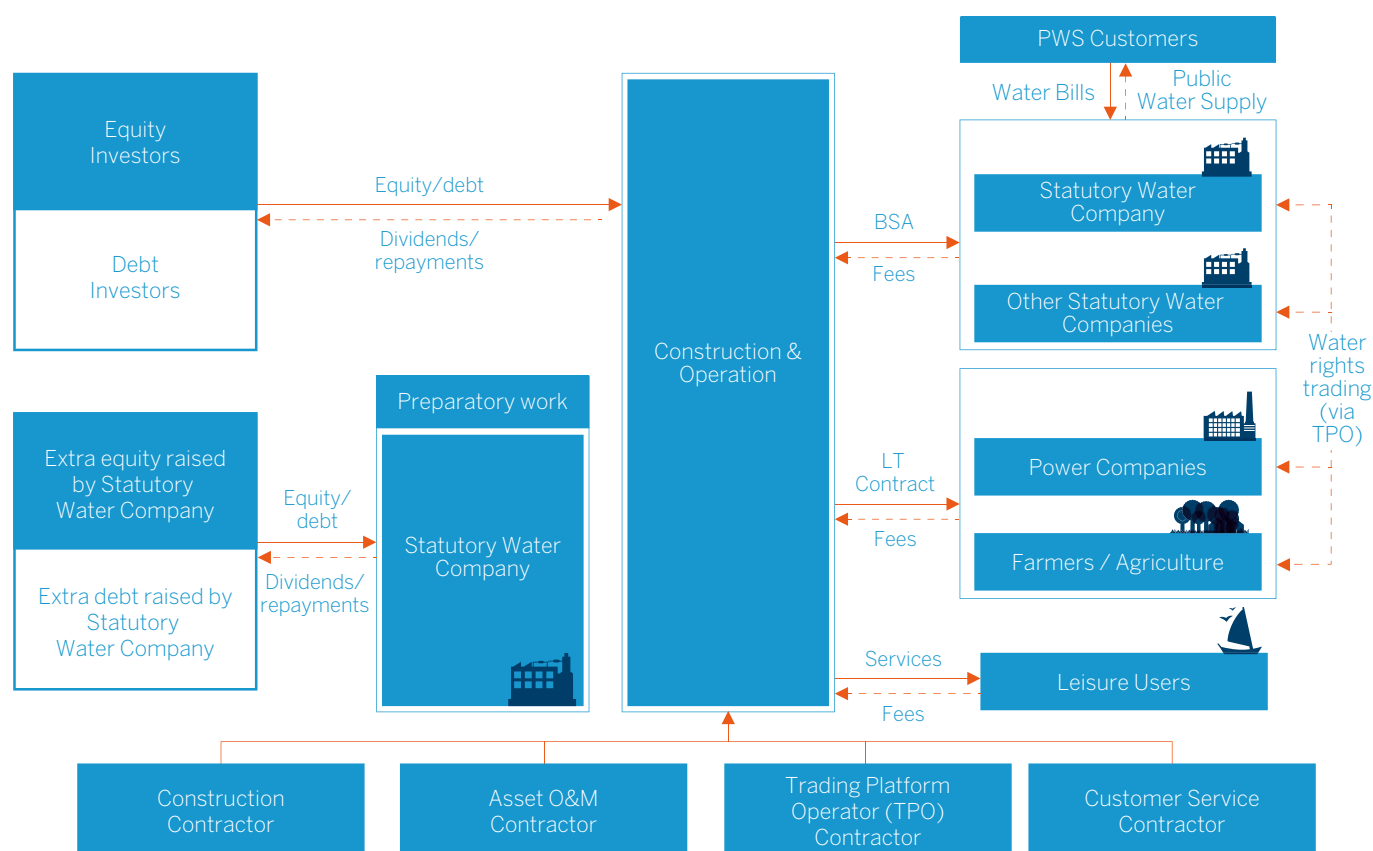 PWS Customers
Water Bills
Public
Water Supply
Equity
Investors
Debt
Investors
Equity/debt
Dividends/
repayments
Construction &
Operation
BSA
Fees
Statutory Water
Company
Other Statutory Water
Companies
Water
rights
trading
(via
TPO)
Preparatory work
Statutory Water
Company
Extra equity raised
by Statutory
Water Company
Extra debt raised by
Statutory
Water Company
Equity/
debt
Dividends/
repayments
LT
Contract
Fees
Power Companies
Farmers / Agriculture
Services
Fees
Leisure Users
Construction
Contractor
Asset O&M
Contractor
Trading Platform
Operator (TPO)
Contractor
Customer Service
Contractor